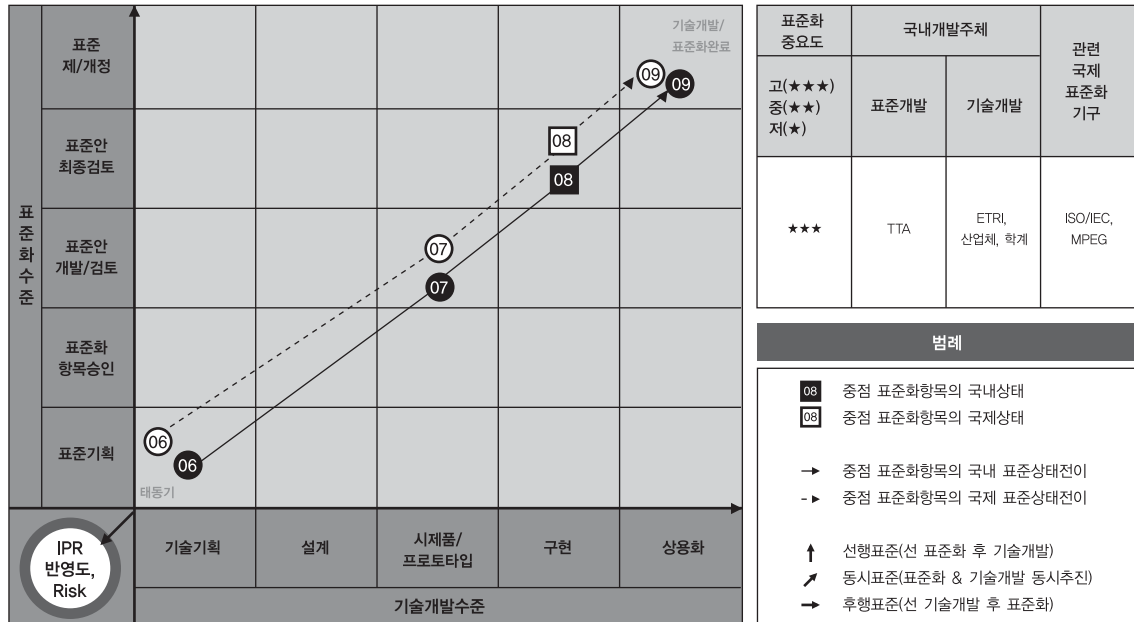 표준화수준
표준
제/개정
표준안
최종검토
표준안
개발/검토
표준화
항목승인
표준기획
기술개발/
표준화완료
09
09
08
08
07
07
06
06
태동기
IPR
반영도,
Risk
기술기획
설계
시제품/
프로토타입
구현
상용화
기술개발수준
표준화
중요도
국내개발주체
관련
국제
표준화
기구
고(★★★)
중(★★)
저(★)
표준개발
기술개발
★★★
TTA
ETRI,
산업체, 학계
ISO/IEC,
MPEG
범례
08 중점 표준화항목의 국내상태
08 중점 표준화항목의 국제상태
중점 표준화항목의 국내 표준상태전이
중점 표준화항목의 국제 표준상태전이
선행표준(선 표준화 후 기술개발)
동시표준(표준화 & 기술개발 동시추진)
후행표준(선 기술개발 후 표준화)